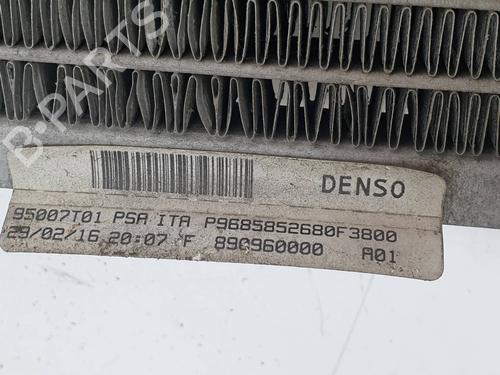 B-PARTS
DENSO
95007T01 PSA ITA P9685852680F3800
29/02/16 20:07 F 890960000 A01